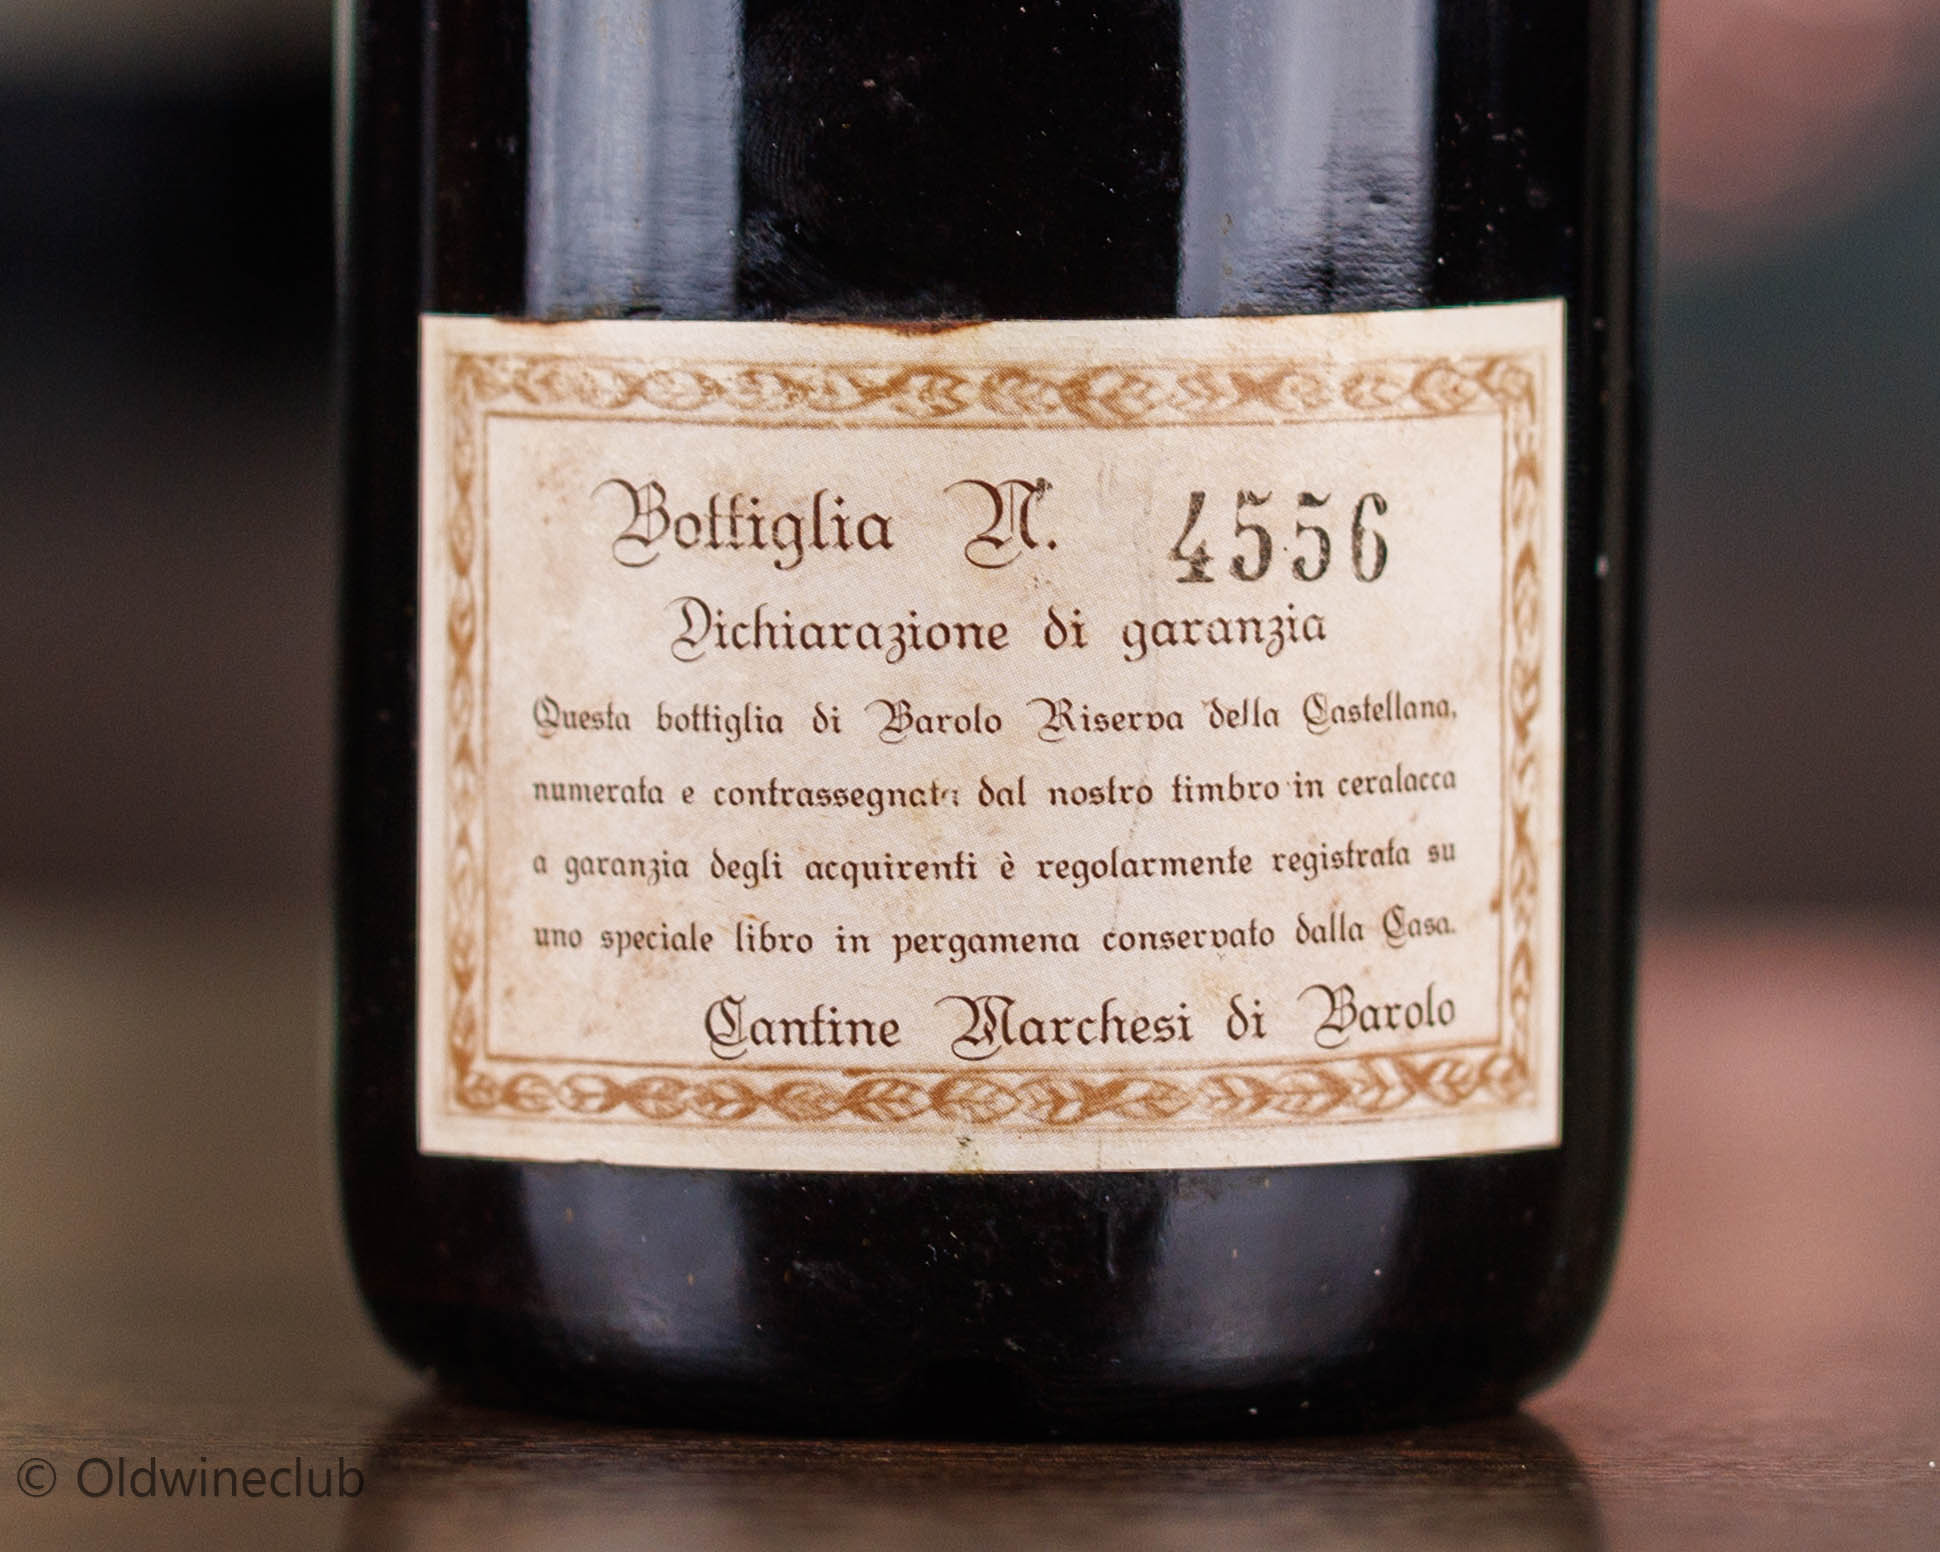 Bottiglia N. 4556
Dichiarazione di garanzia
Questa bottiglia di Barolo Riserva della Castellana,
numerata e contrassegnata dal nostro timbro in ceralacca
a garanzia degli acquirenti è regolarmente registrata su
uno speciale libro in pergamena conservato dalla Casa.
Cantine Marchesi di Barolo
© Oldwineclub